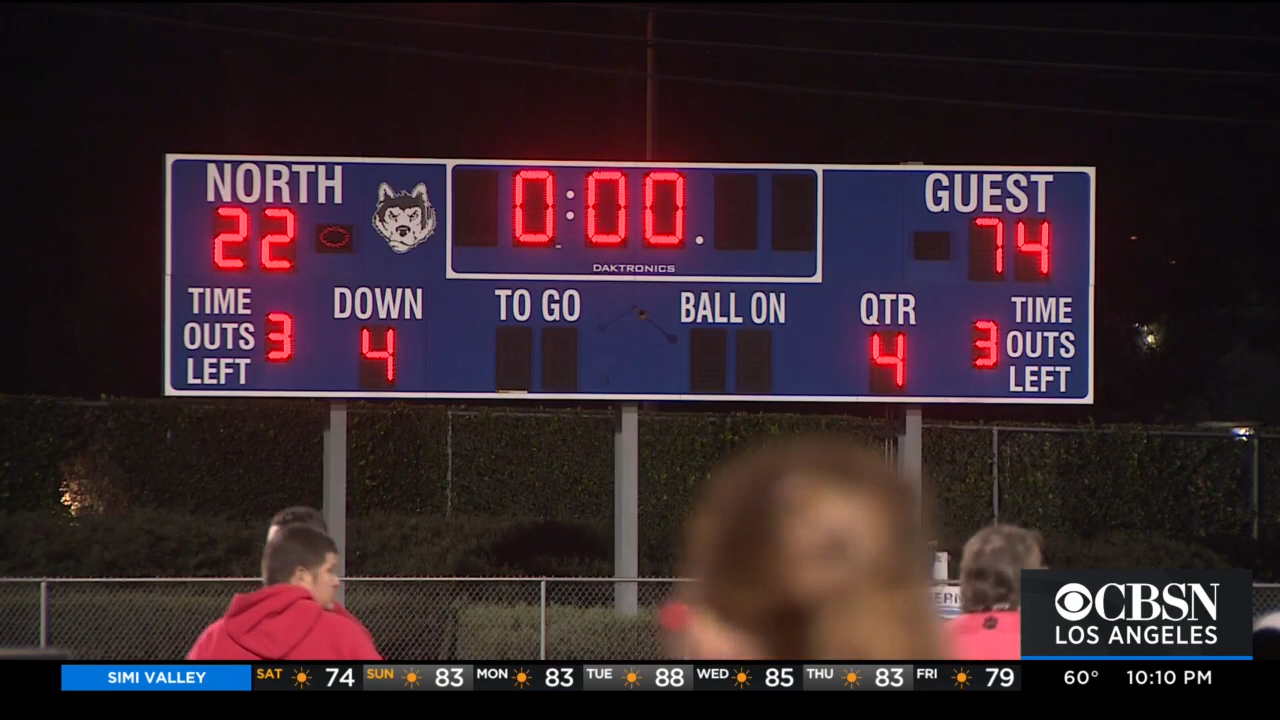 NORTH
22
0:00.
GUEST
74
DAKTRONICS
TIME
OUTS
LEFT
3
DOWN
4
TO GO
BALL ON
QTR
4
3
TIME
OUTS
LEFT
CBSN
LOS ANGELES
SIMI VALLEY SAT 74 SUN 83 MON 83 TUE 88 WED 85 THU 83 FRI 79 60° 10:10 PM